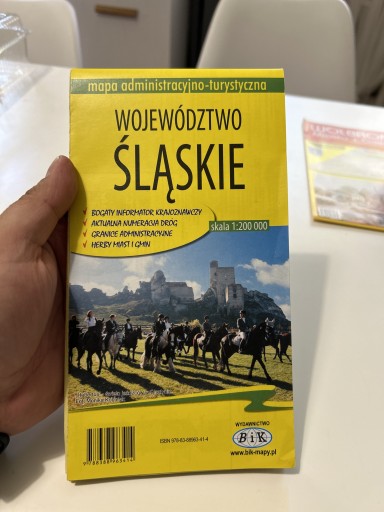 mapa administracyjno-turystyczna
WOJEWÓDZTWO
ŚLĄSKIE
BOGATY INFORMATOR KRAJOZNAWCZY
AKTUALNA NUMERACJA DRÓG
GRANICE ADMINISTRACYJNE
HERBY MIAST I GMIN
skala 1:200 000
WYDAWNICTWO
BiK
www.bik-mapy.pl